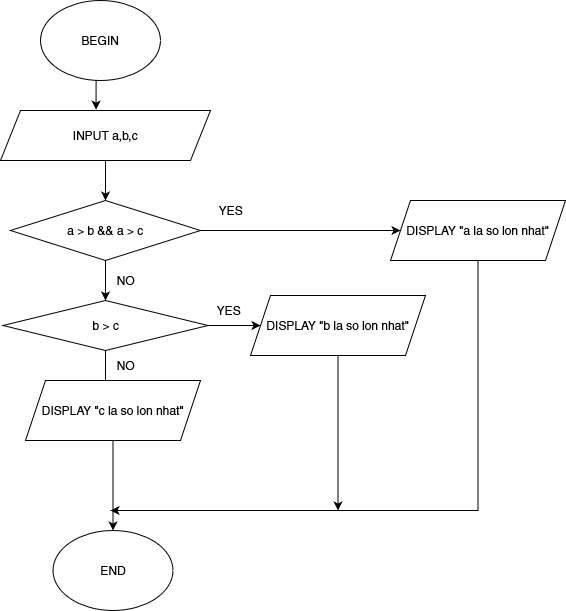 BEGIN
INPUT a,b,c
a > b && a > c
YES
DISPLAY "a la so lon nhat"
NO
b > c
YES
DISPLAY "b la so lon nhat"
NO
DISPLAY "c la so lon nhat"
END